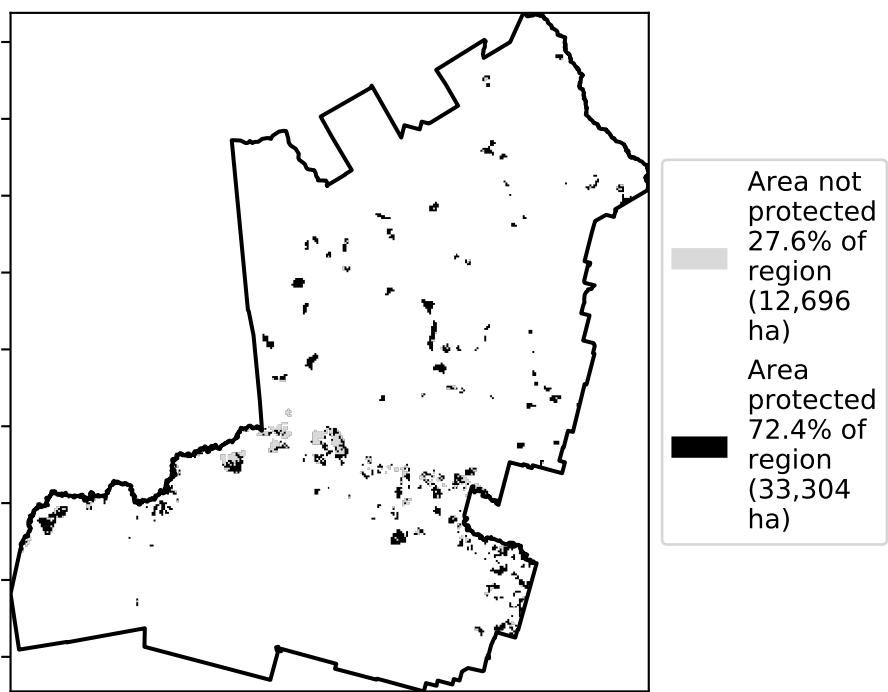 Area not
protected
27.6% of
region
(12,696
ha)
Area
protected
72.4% of
region
(33,304
ha)